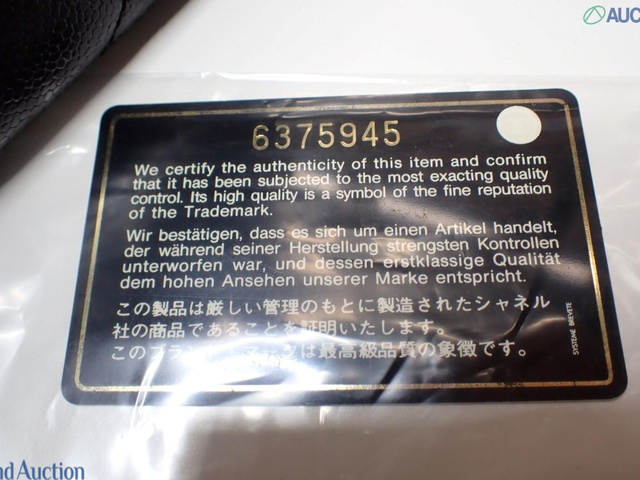 AUC
6375945
We certify the authenticity of this item and confirm
that it has been subjected to the most exacting quality
control. Its high quality is a symbol of the fine reputation
of the Trademark.
Wir bestätigen, dass es sich um einen Artikel handelt,
der während seiner Herstellung strengsten Kontrollen
unterworfen war, und dessen erstklassige Qualität
dem hohen Ansehen unserer Marke entspricht.
この製品は厳しい管理のもとに製造されたシャネル
社の商品であることを証明いたします。
このブラン
は最高級品質の象徴です。
SYSTEME BREVETE
nd Auction